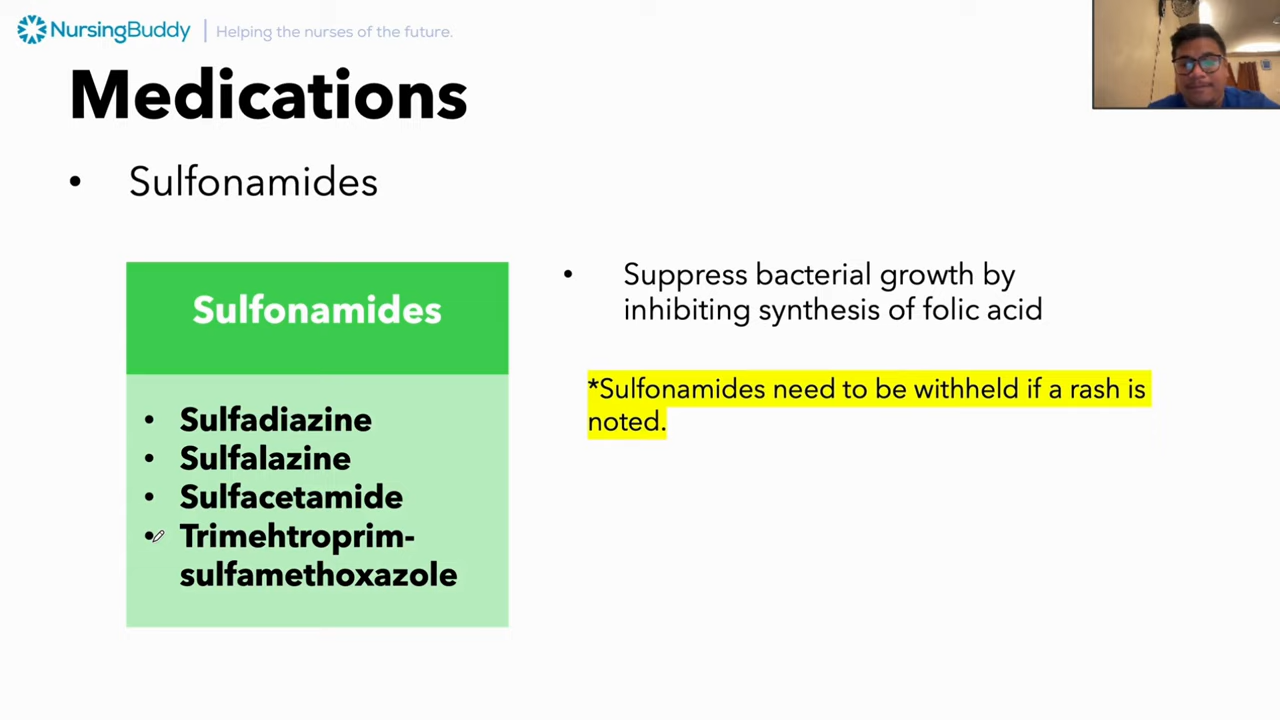 NursingBuddy | Helping the nurses of the future.
Medications
• Sulfonamides
Sulfonamides
• Sulfadiazine
• Sulfalazine
• Sulfacetamide
• Trimehtroprim-
sulfamethoxazole
• Suppress bacterial growth by
inhibiting synthesis of folic acid
*Sulfonamides need to be withheld if a rash is
noted.